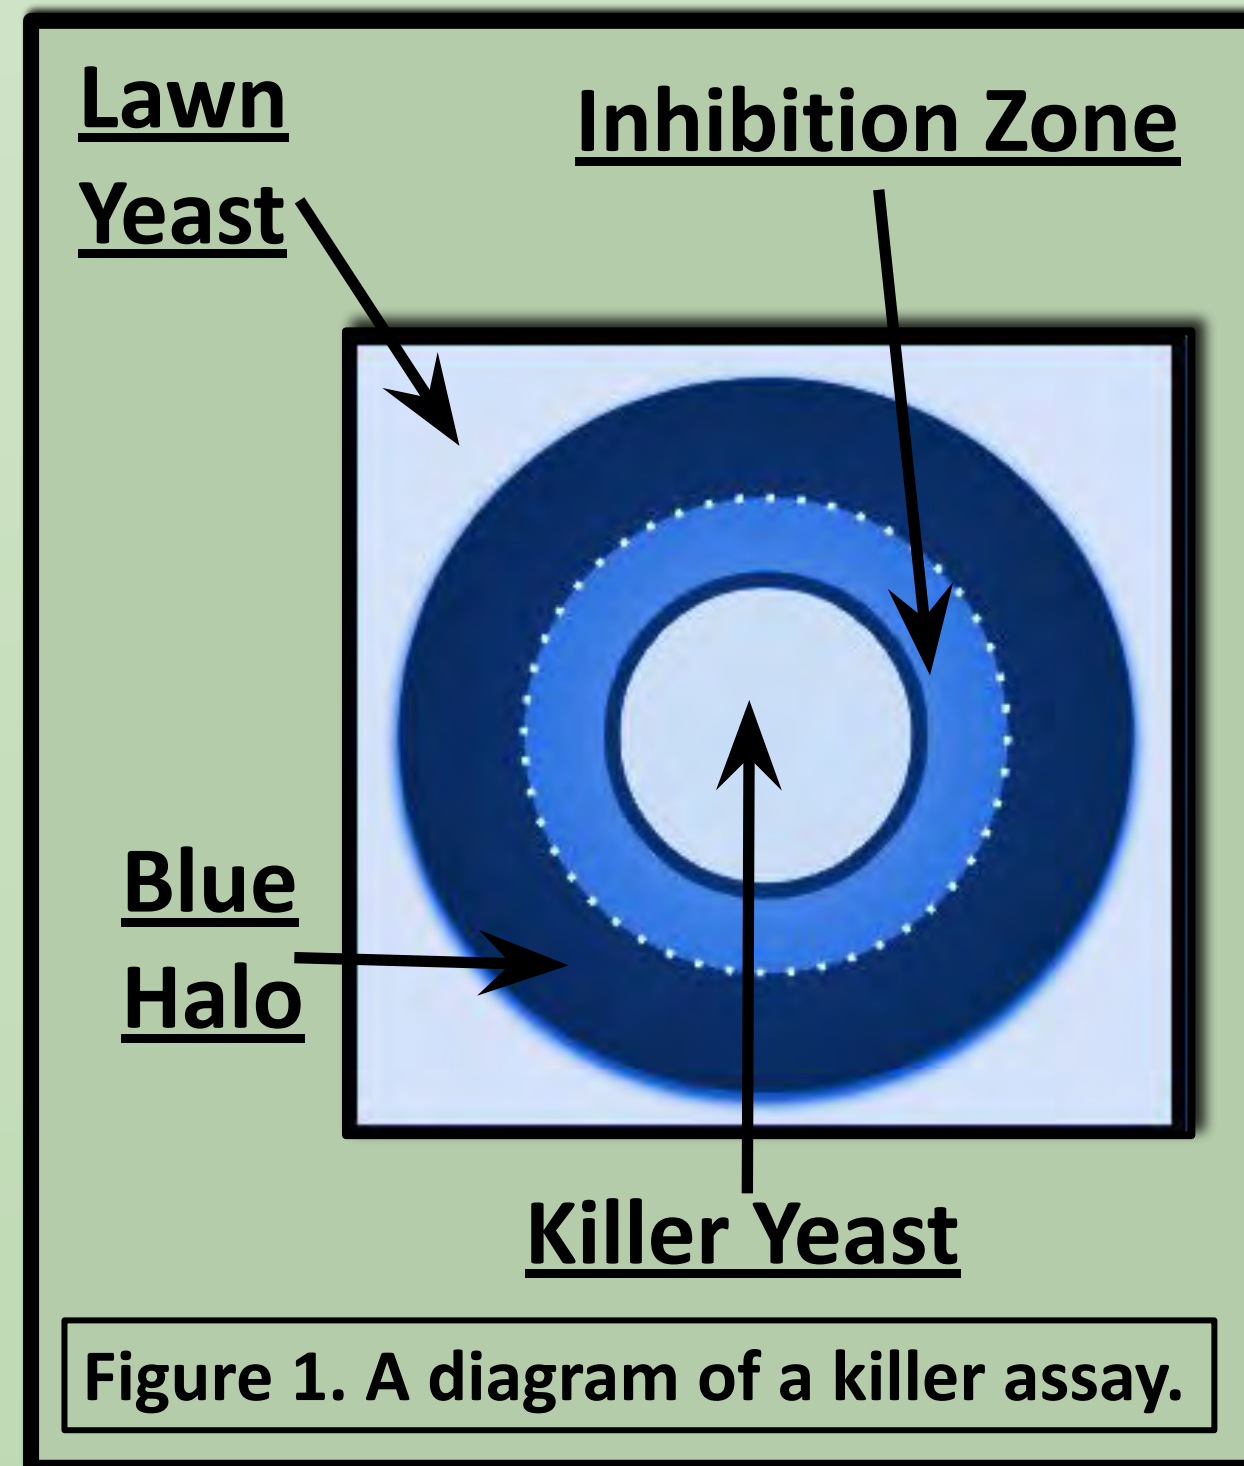 Lawn
Yeast
Inhibition Zone
Blue
Halo
Killer Yeast
Figure 1. A diagram of a killer assay.